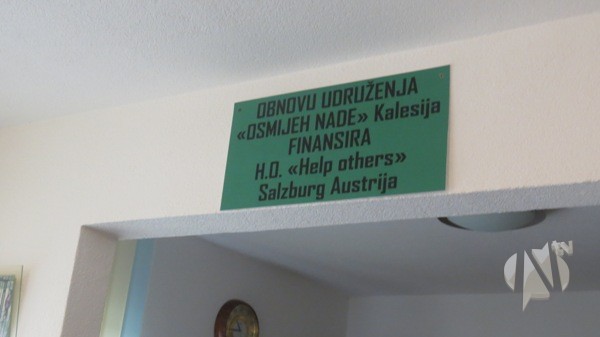 OBNOVU UDRUŽENJA
«OSMIJEH NADE» Kalesija
FINANSIRA
H.O. «Help others»
Salzburg Austrija